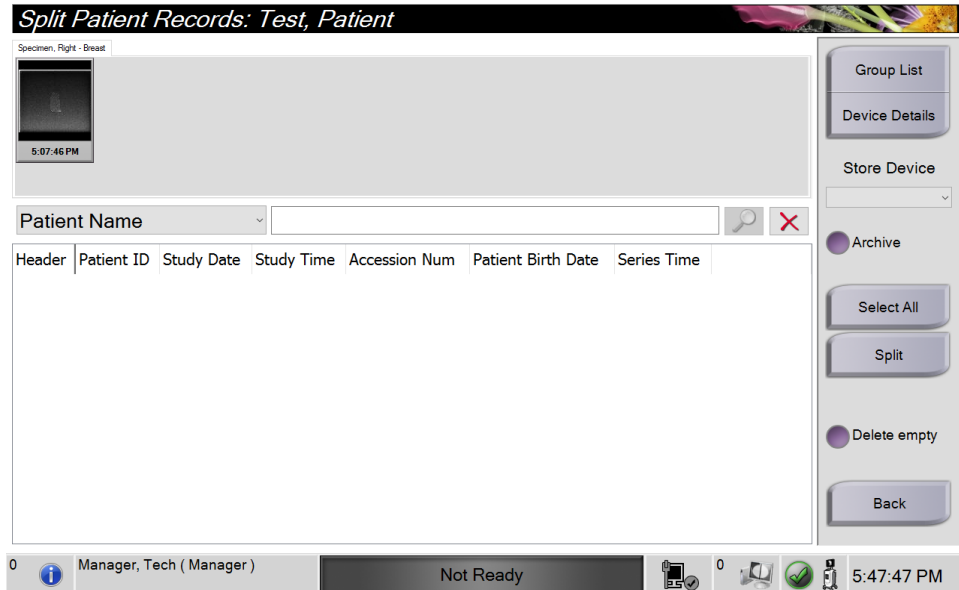 Split Patient Records: Test, Patient
Specimen, Right - Breast
5:07:46 PM
Patient Name
Header Patient ID Study Date Study Time Accession Num Patient Birth Date Series Time
Group List
Device Details
Store Device
Archive
Select All
Split
Delete empty
Back
0 Manager, Tech ( Manager ) Not Ready 0 5:47:47 PM